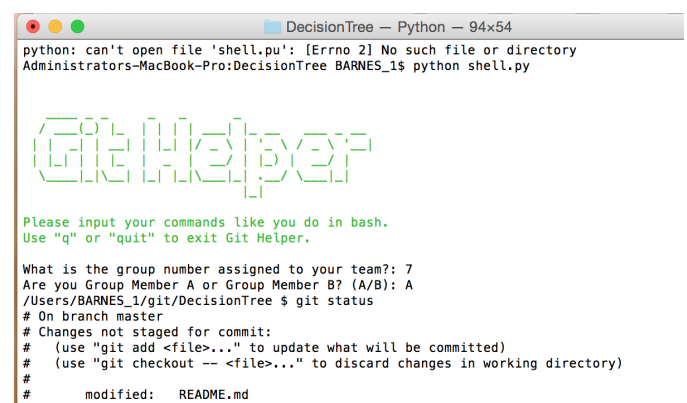 DecisionTree — Python — 94×54
python: can't open file 'shell.pu': [Errno 2] No such file or directory
Administrators-MacBook-Pro:DecisionTree BARNES_1$ python shell.py
Git Helper
Please input your commands like you do in bash.
Use "q" or "quit" to exit Git Helper.
What is the group number assigned to your team?: 7
Are you Group Member A or Group Member B? (A/B): A
/Users/BARNES_1/git/DecisionTree $ git status
# On branch master
# Changes not staged for commit:
#   (use "git add <file>..." to update what will be committed)
#   (use "git checkout -- <file>..." to discard changes in working directory)
#
#       modified:   README.md